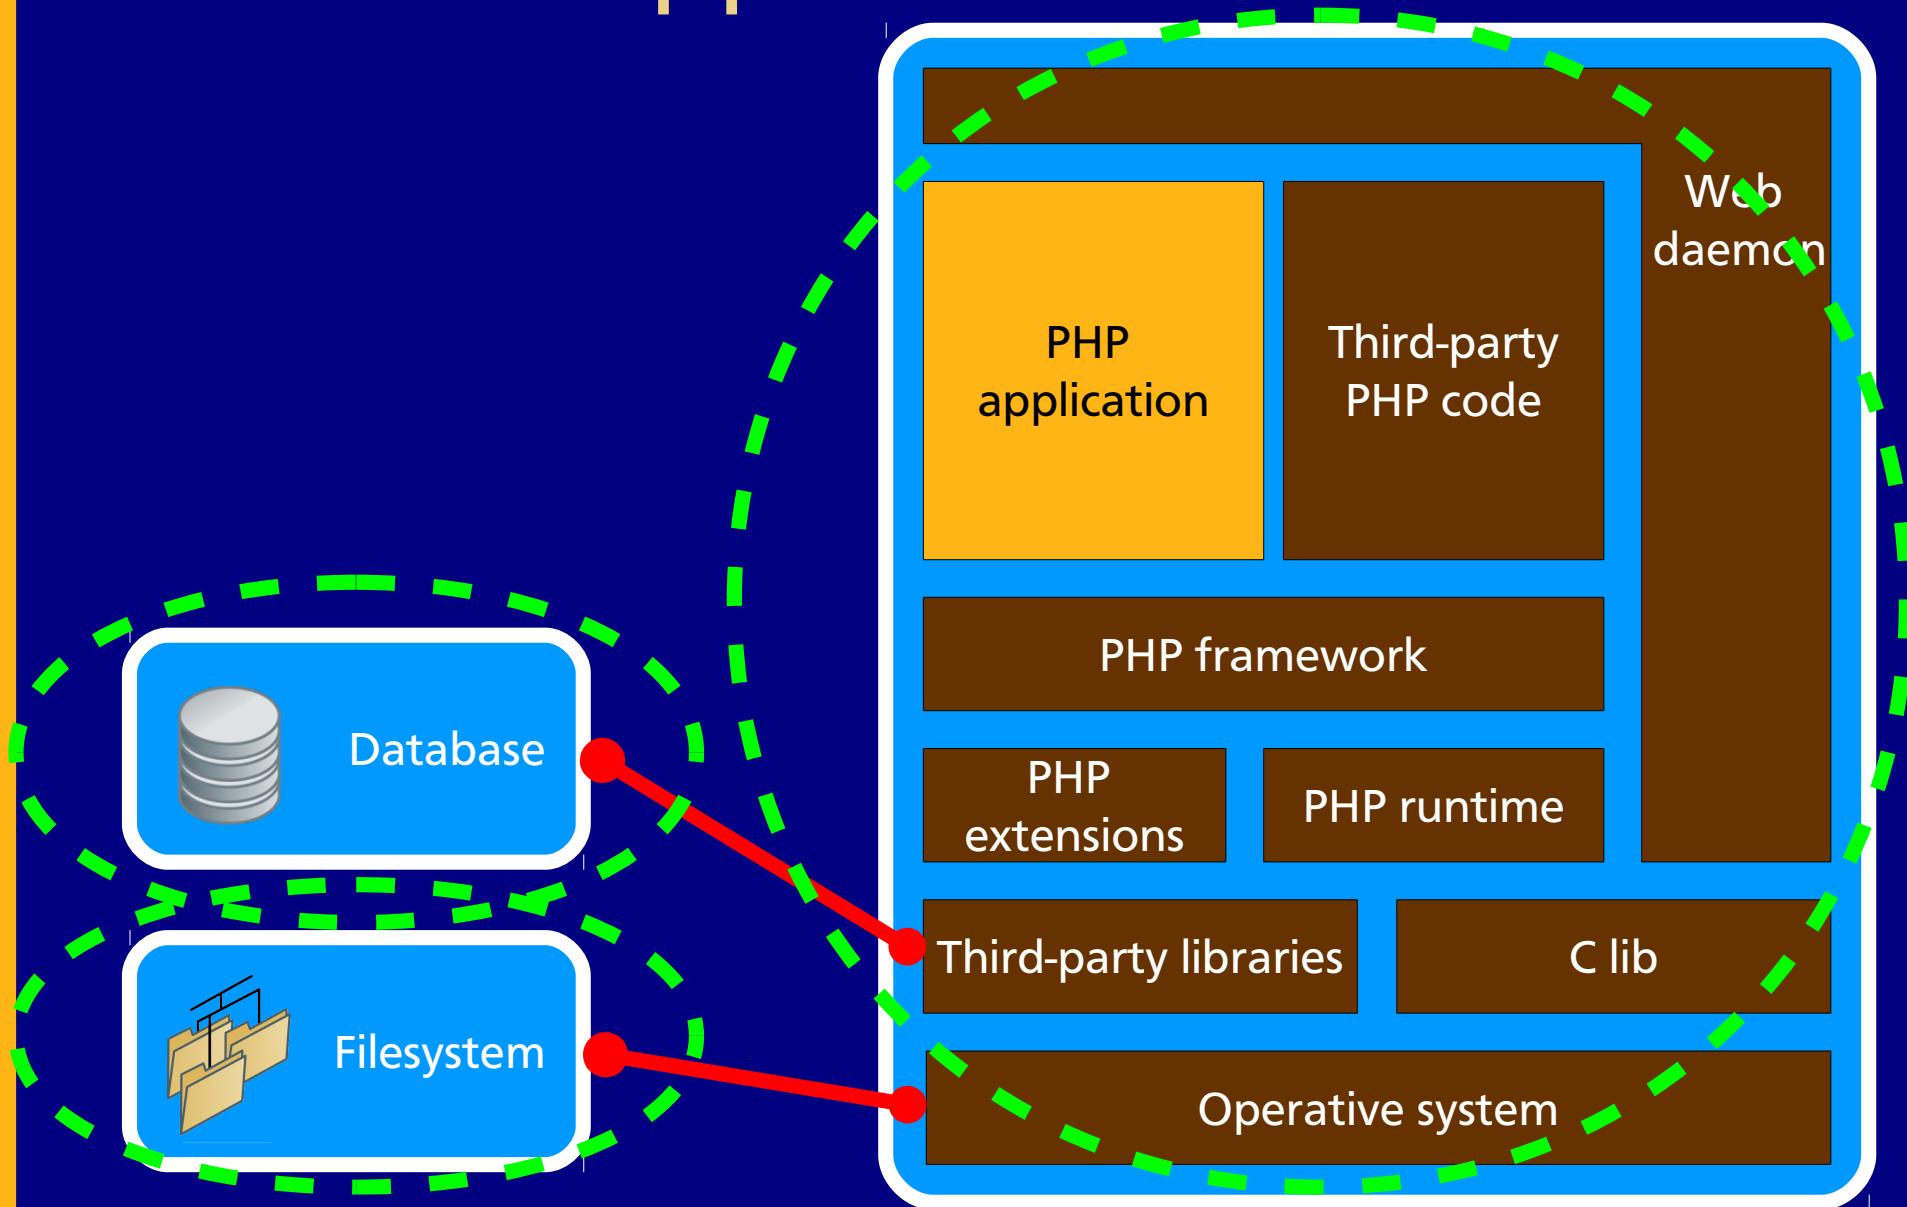 Web
daemon
PHP
application
Third-party
PHP code
PHP framework
PHP
extensions
PHP runtime
Database
Third-party libraries
C lib
Filesystem
Operative system